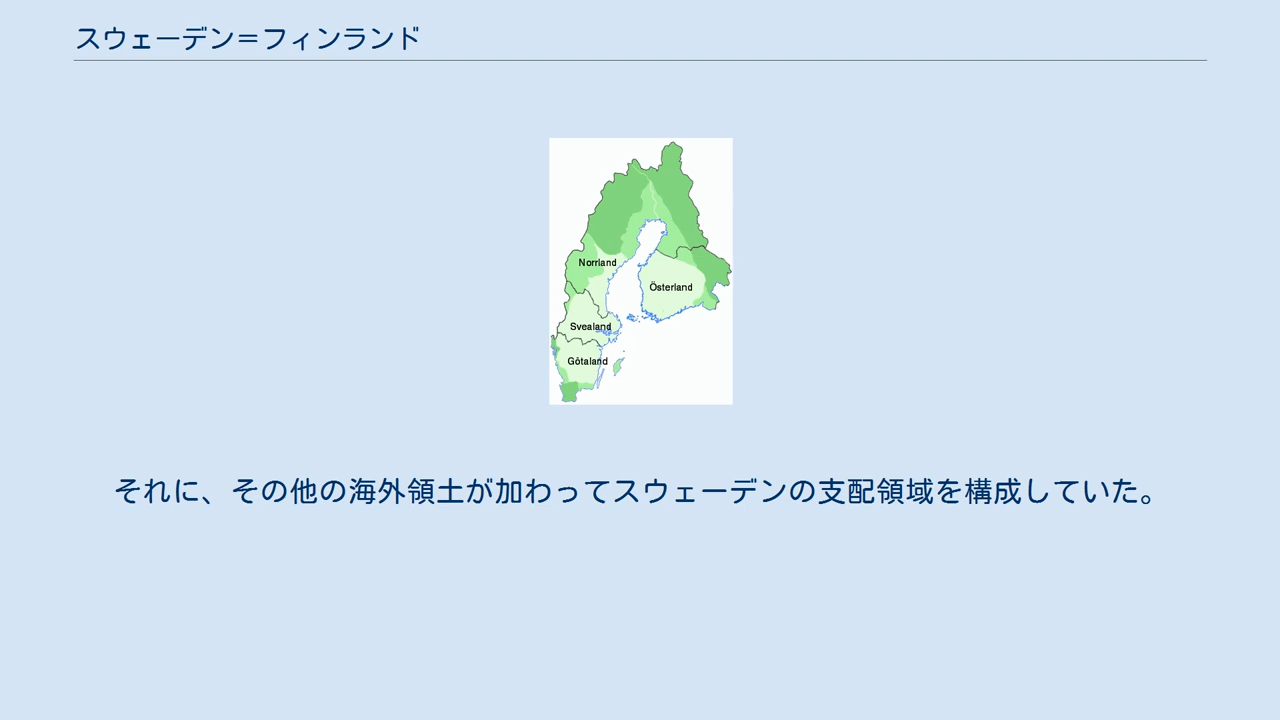 スウェーデン＝フィンランド
Norrland
Österland
Svealand
Götaland
それに、その他の海外領土が加わってスウェーデンの支配領域を構成していた。